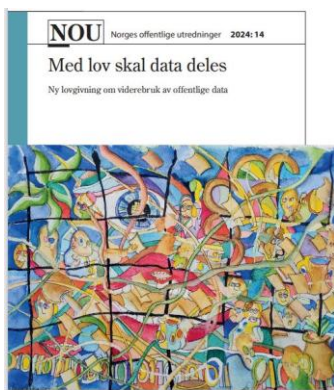 NOU Norges offentlige utredninger 2024: 14
Med lov skal data deles
Ny lovgivning om viderebruk av offentlige data